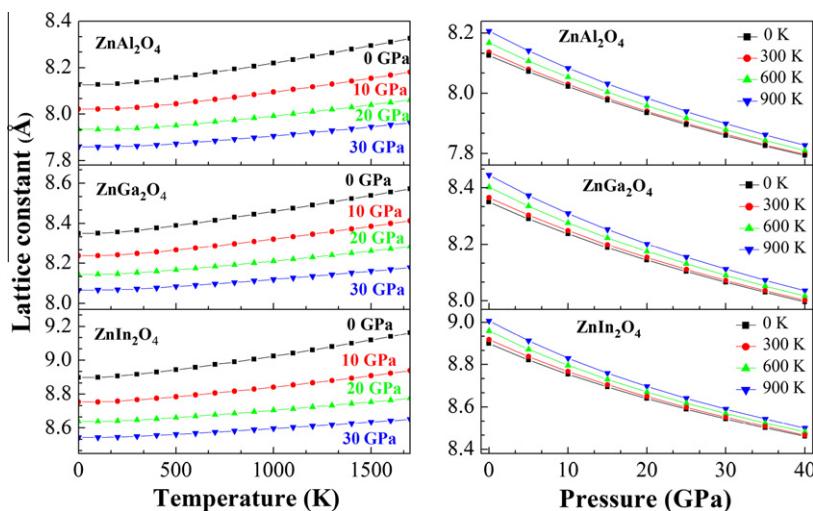 Lattice constant (Å)
8.4
8.2
8.0
7.8
ZnAl₂O₄
0 GPa
10 GPa
20 GPa
30 GPa
8.6
8.4
8.2
8.0
ZnGa₂O₄
0 GPa
10 GPa
20 GPa
30 GPa
9.2
9.0
8.8
8.6
ZnIn₂O₄
0 GPa
10 GPa
20 GPa
30 GPa
0 500 1000 1500
Temperature (K)
8.2
8.0
7.8
ZnAl₂O₄
0 K
300 K
600 K
900 K
8.4
8.2
8.0
ZnGa₂O₄
0 K
300 K
600 K
900 K
9.0
8.8
8.6
8.4
ZnIn₂O₄
0 K
300 K
600 K
900 K
0 10 20 30 40
Pressure (GPa)